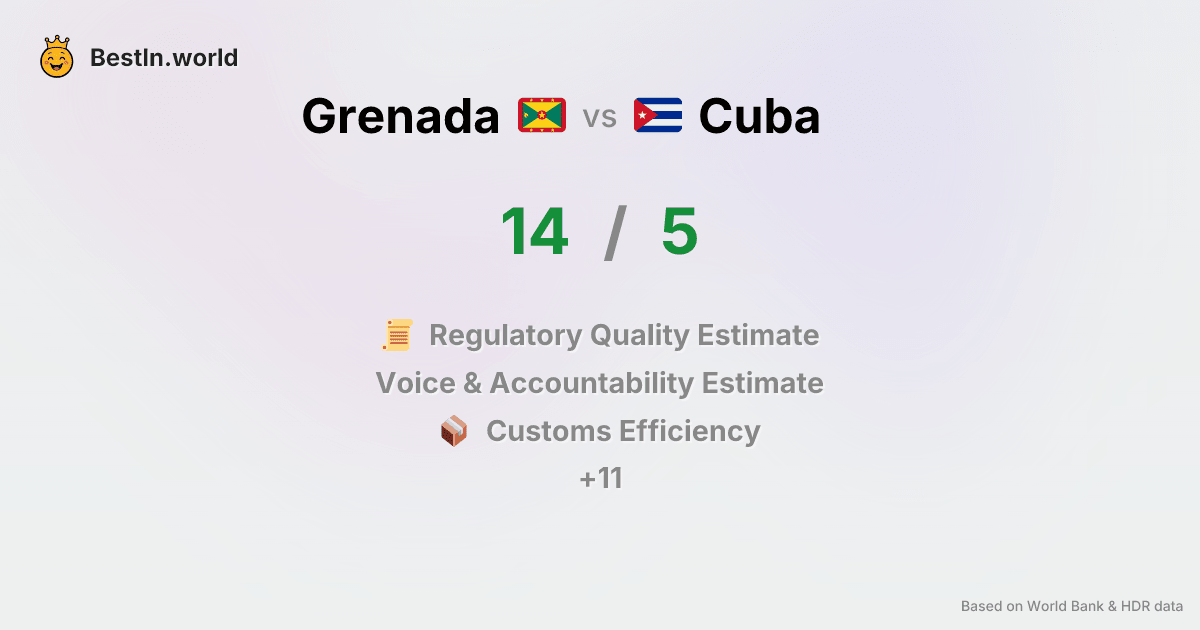 BestIn.world
Grenada vs Cuba
14 / 5
Regulatory Quality Estimate
Voice & Accountability Estimate
Customs Efficiency
+11
Based on World Bank & HDR data